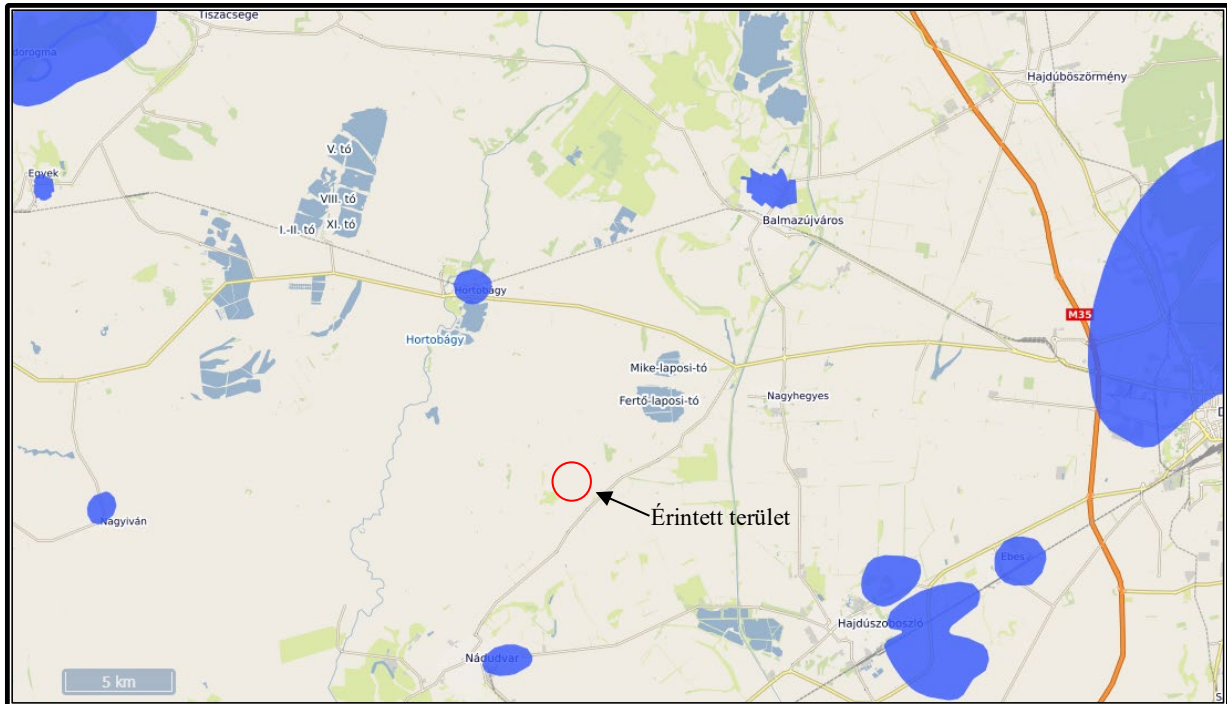 Tiszacsege
dorogma
Hajdúböszörmény
V. tó
Egyek
VIII. tó
I.-II. tó
XI. tó
Balmazújváros
Hortobágy
M35
Hortobágy
Mike-laposi-tó
Nagyhegyes
Fertő-laposi-tó
D
Érintett terület
Nagyiván
Ebes
Hajdúszoboszló
Nádudvar
5 km
S